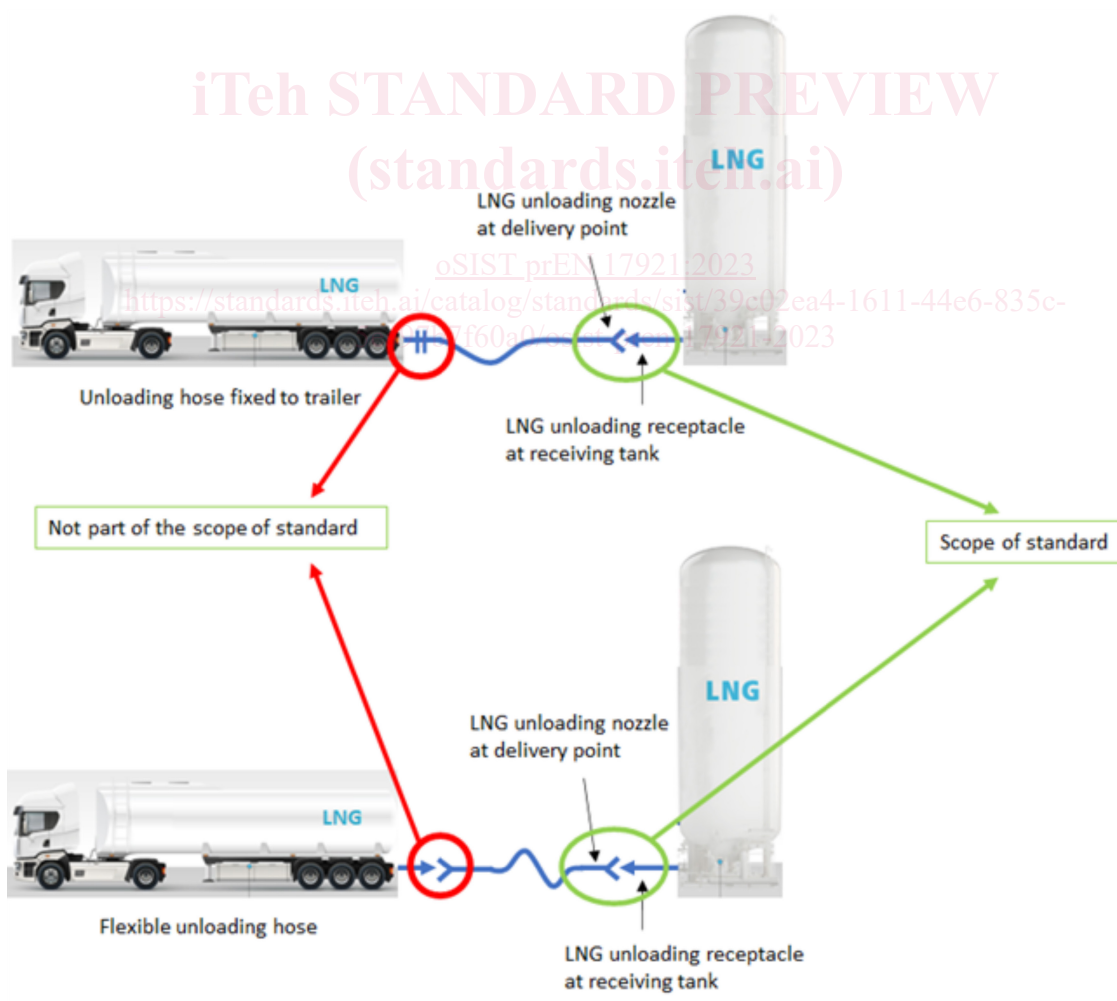 iTeh STANDARD PREVIEW
(standards.iteh.ai)
LNG
LNG unloading nozzle
at delivery point
oSIST prEN 17921:2023
LNG
https://standards.iteh.ai/catalog/standards/sist/39c02ea4-1611-44e6-835c-
17921-2023
Unloading hose fixed to trailer
LNG unloading receptacle
at receiving tank
Not part of the scope of standard
Scope of standard
LNG
LNG unloading nozzle
at delivery point
LNG
Flexible unloading hose
LNG unloading receptacle
at receiving tank